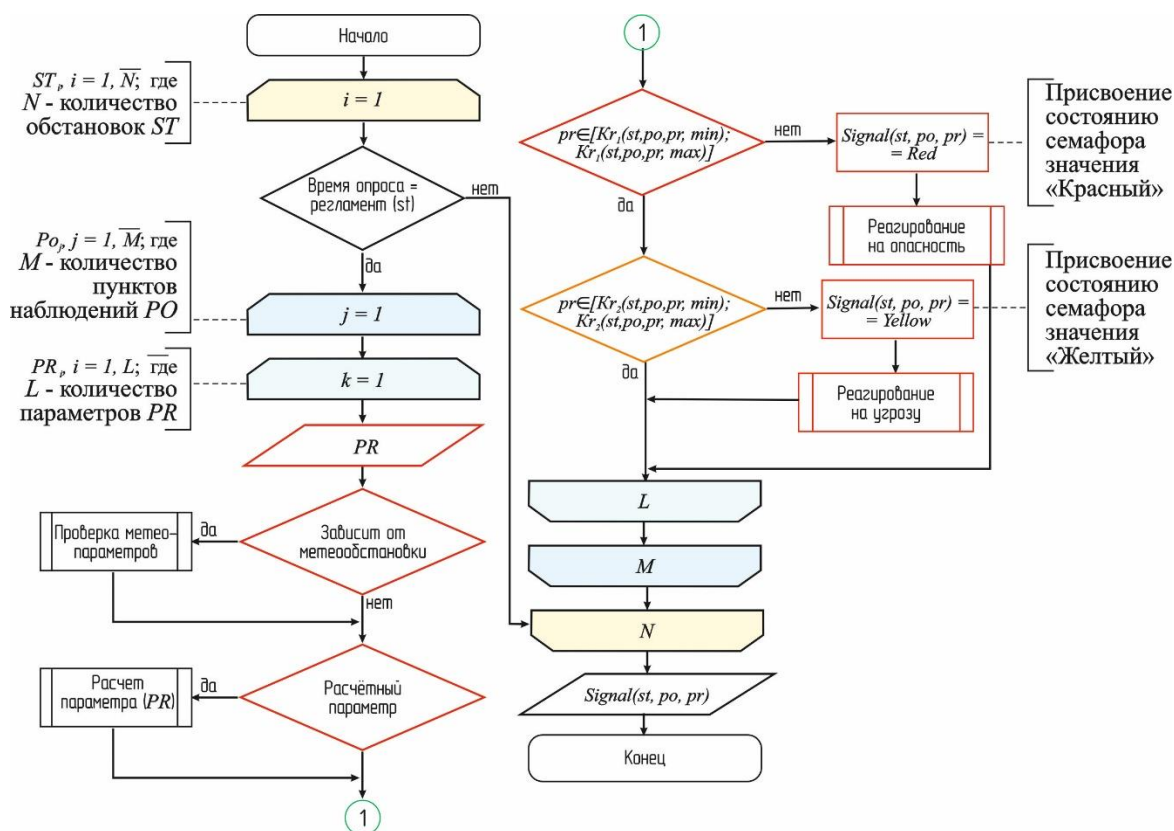 Начало
ST_i, i = 1, N̅; где
N - количество
обстановок ST
i = 1
Время опроса =
регламент (st)
нет
да
Po_j, j = 1, M̅; где
M - количество
пунктов
наблюдений PO
j = 1
PR_i, i = 1, L; где
L - количество
параметров PR
k = 1
PR
Зависит от
метеообстановки
да
Проверка метео-
параметров
нет
Расчётный
параметр
да
Расчет
параметра (PR)
1
1
pr∈[Kr₁(st,po,pr, min);
Kr₁(st,po,pr, max)]
нет
Signal(st, po, pr) =
= Red
Присвоение
состоянию
семафора
значения
«Красный»
да
Реагирование
на опасность
pr∈[Kr₂(st,po,pr, min);
Kr₂(st,po,pr, max)]
нет
Signal(st, po, pr) =
= Yellow
Присвоение
состоянию
семафора
значения
«Желтый»
да
Реагирование
на угрозу
L
M
N
Signal(st, po, pr)
Конец